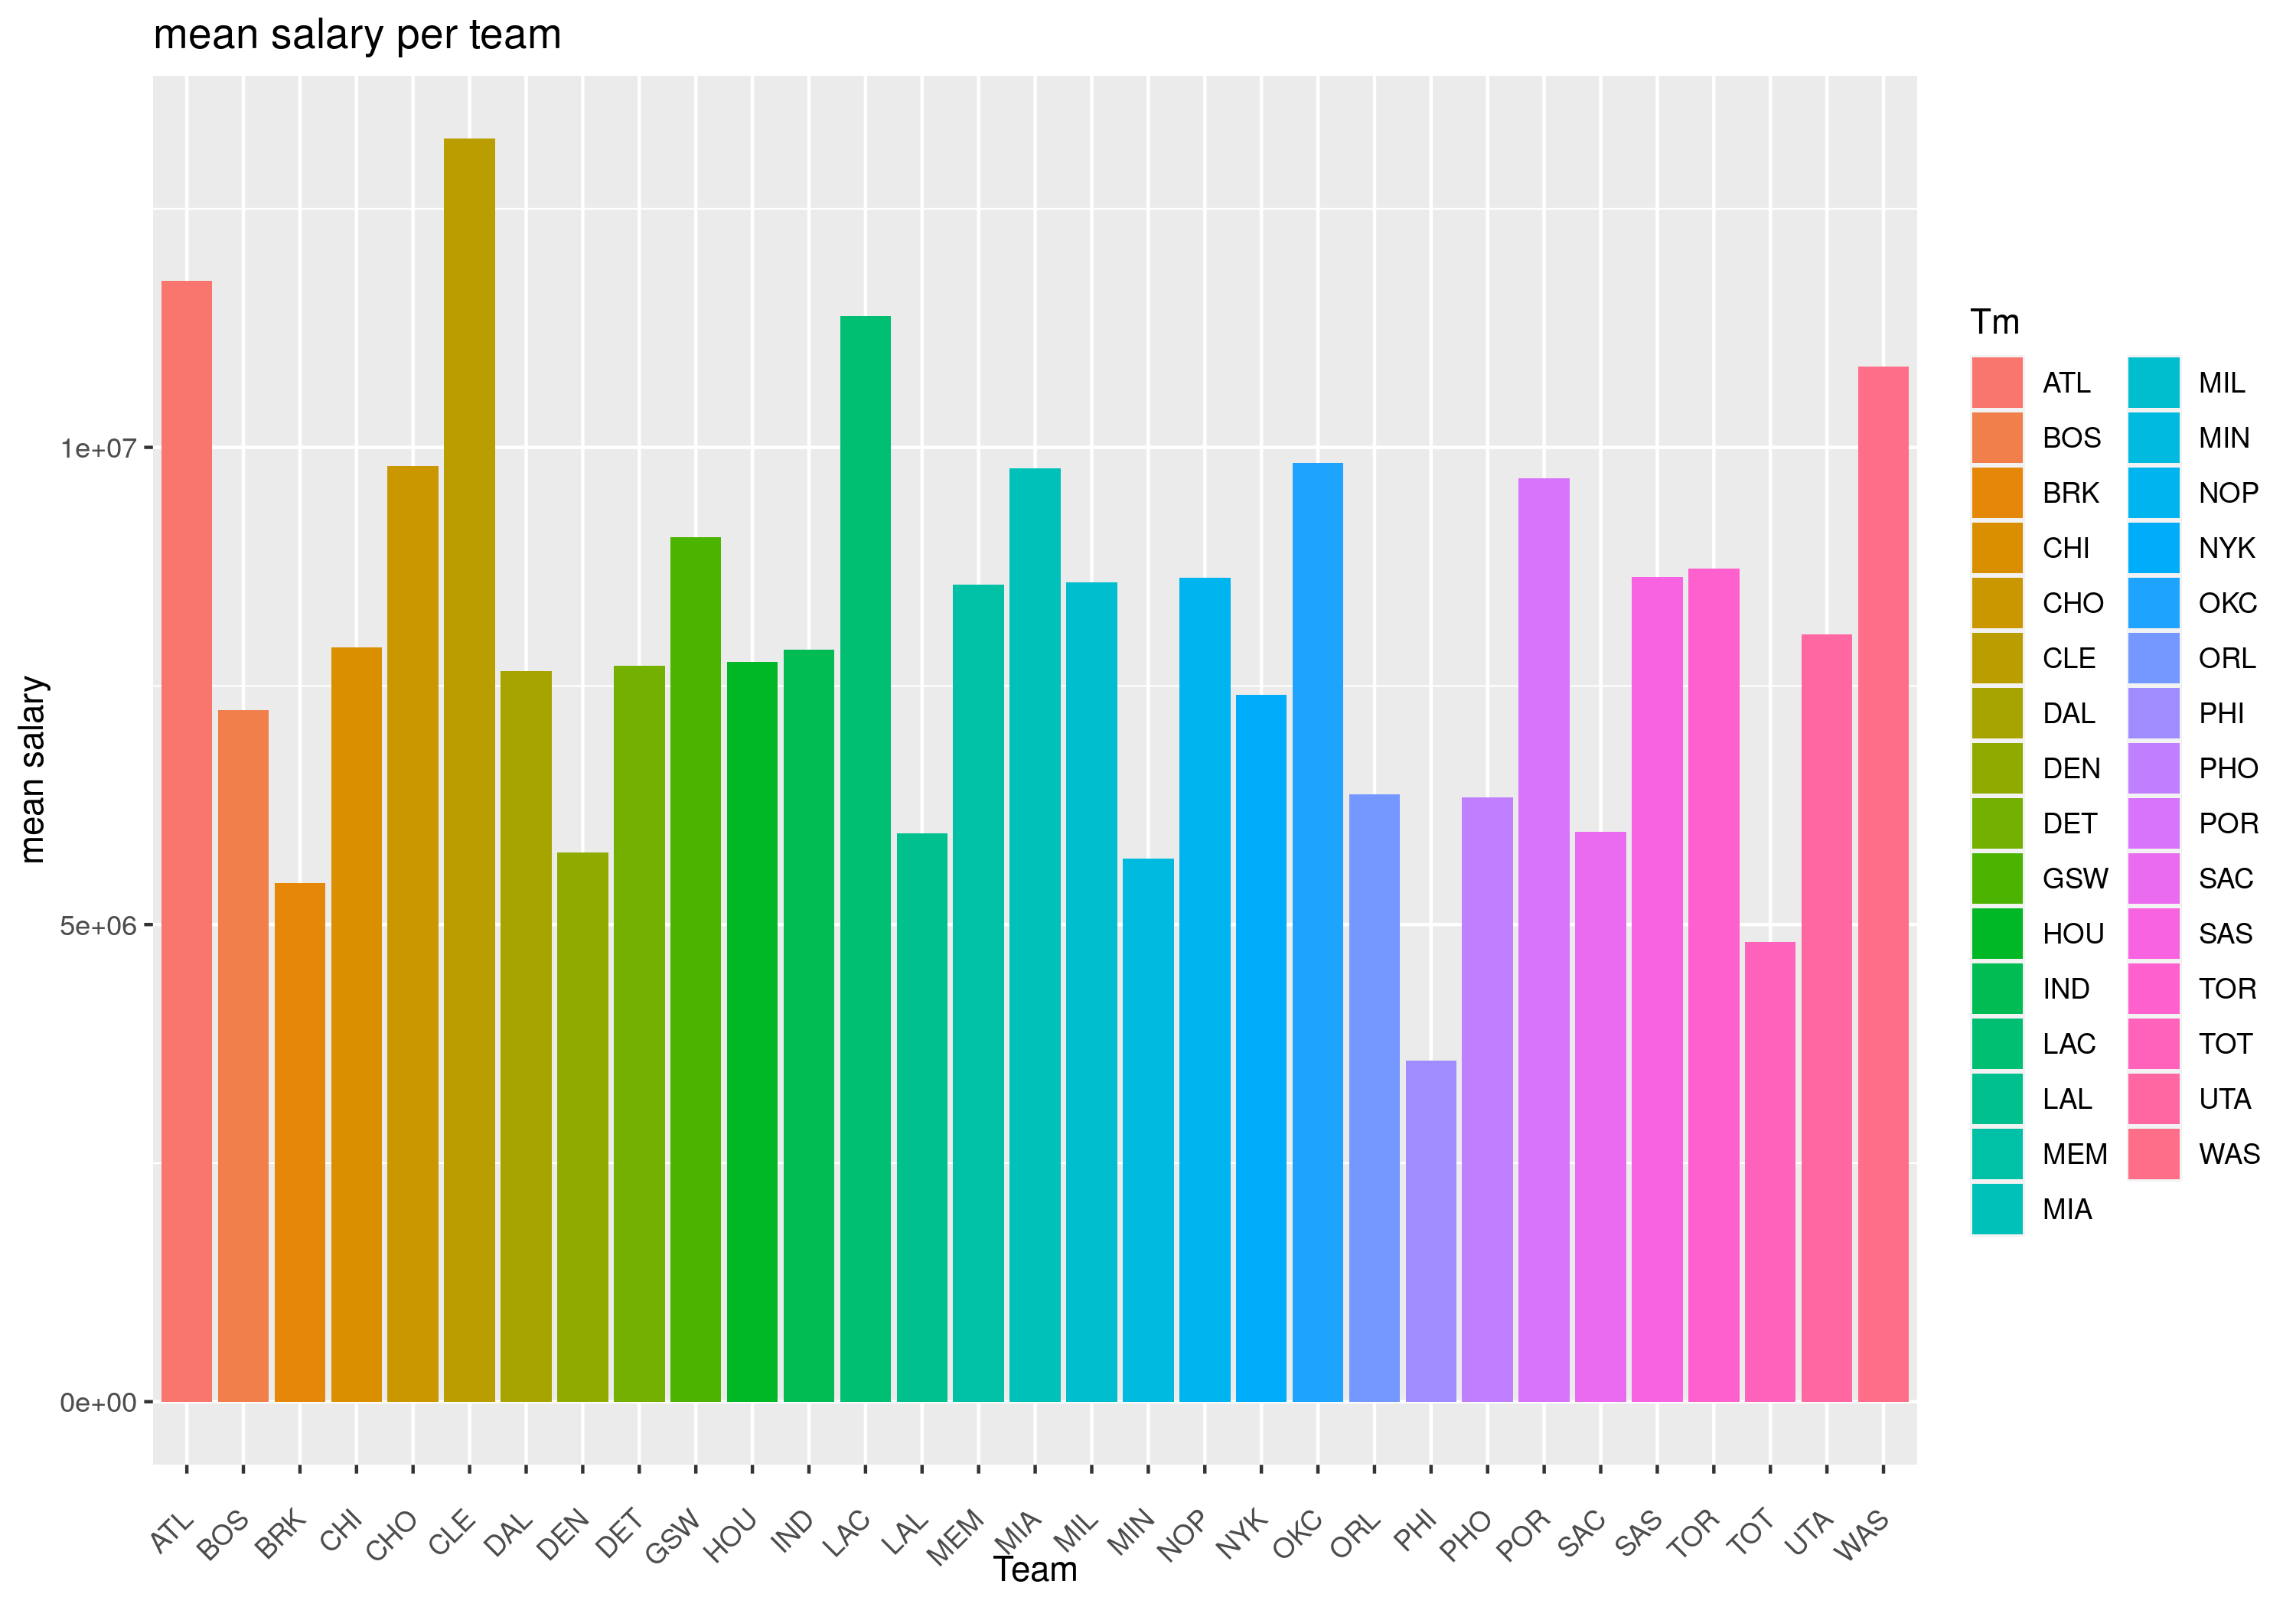 mean salary per team
mean salary
1e+07
5e+06
0e+00
ATL BOS BRK CHI CHO CLE DAL DEN DET GSW HOU IND LAC LAL MEM MIA MIL MIN NOP NYK OKC ORL PHI PHO POR SAC SAS TOR TOT UTA WAS
Team
Tm
ATL
BOS
BRK
CHI
CHO
CLE
DAL
DEN
DET
GSW
HOU
IND
LAC
LAL
MEM
MIA
MIL
MIN
NOP
NYK
OKC
ORL
PHI
PHO
POR
SAC
SAS
TOR
TOT
UTA
WAS